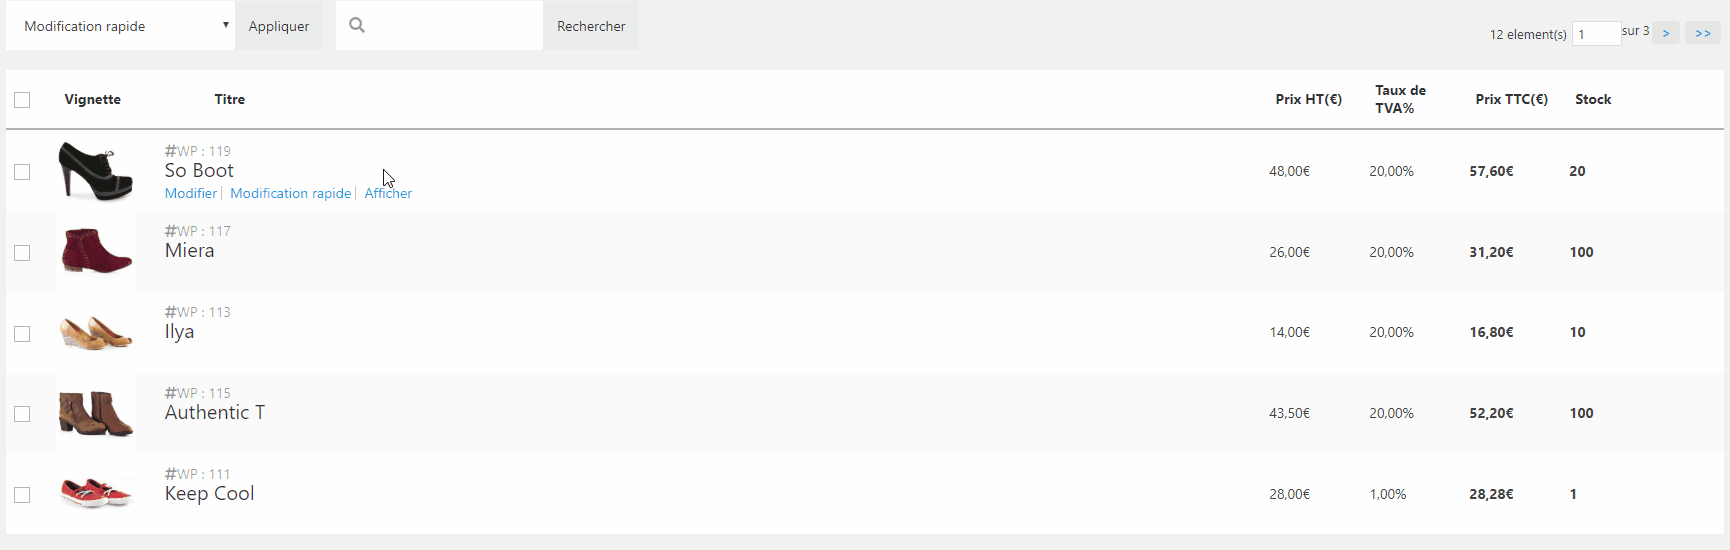 Modification rapide Appliquer Rechercher 12 element(s) 1 sur 3 > >>
Vignette Titre Prix HT(€) Taux de TVA% Prix TTC(€) Stock
#WP : 119
So Boot 48,00€ 20,00% 57,60€ 20
Modifier | Modification rapide | Afficher
#WP : 117
Miera 26,00€ 20,00% 31,20€ 100
#WP : 113
Ilya 14,00€ 20,00% 16,80€ 10
#WP : 115
Authentic T 43,50€ 20,00% 52,20€ 100
#WP : 111
Keep Cool 28,00€ 1,00% 28,28€ 1